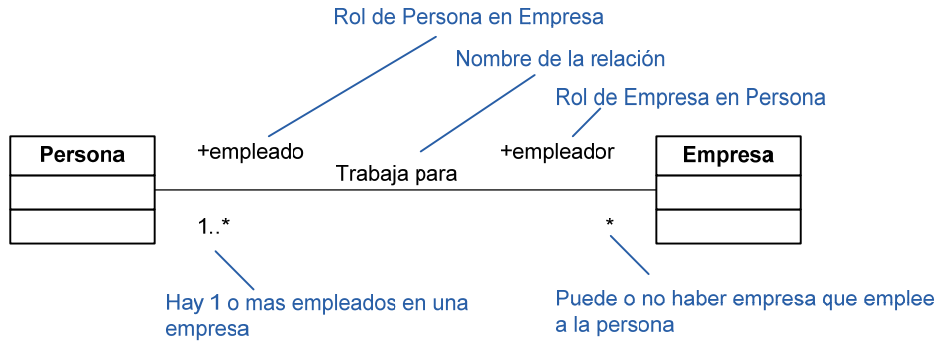 Rol de Persona en Empresa
Nombre de la relación
Rol de Empresa en Persona
Persona
+empleado
+empleador
Empresa
Trabaja para
1..*
*
Hay 1 o mas empleados en una
empresa
Puede o no haber empresa que emplee
a la persona